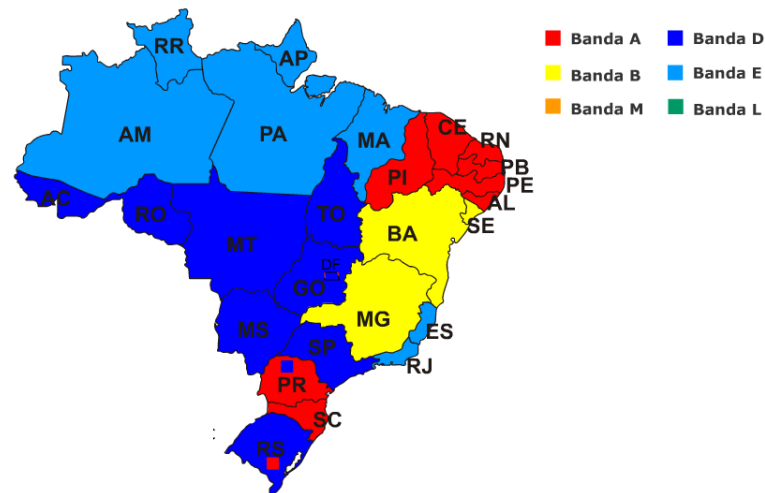 Banda A
Banda D
Banda B
Banda E
Banda M
Banda L
RR
AP
AM
PA
MA
CE
RN
PB
PE
AL
SE
PI
AC
RO
TO
MT
BA
DF
GO
MG
ES
MS
SP
RJ
PR
SC
RS